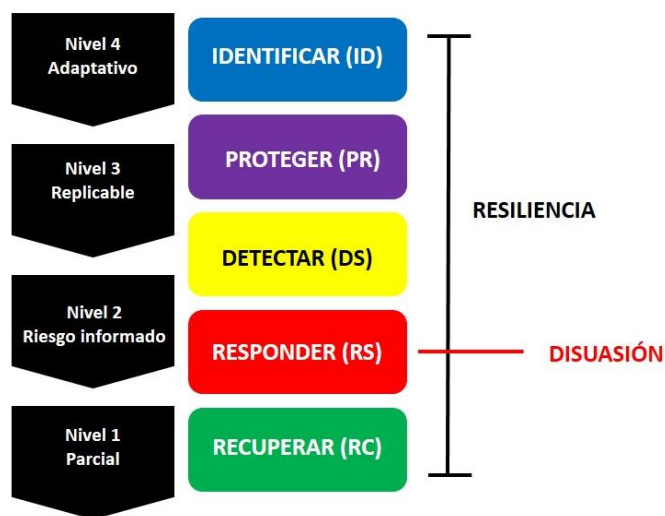 Nivel 4
Adaptativo
IDENTIFICAR (ID)
Nivel 3
Replicable
PROTEGER (PR)
RESILIENCIA
DETECTAR (DS)
Nivel 2
Riesgo informado
RESPONDER (RS)
DISUASIÓN
Nivel 1
Parcial
RECUPERAR (RC)